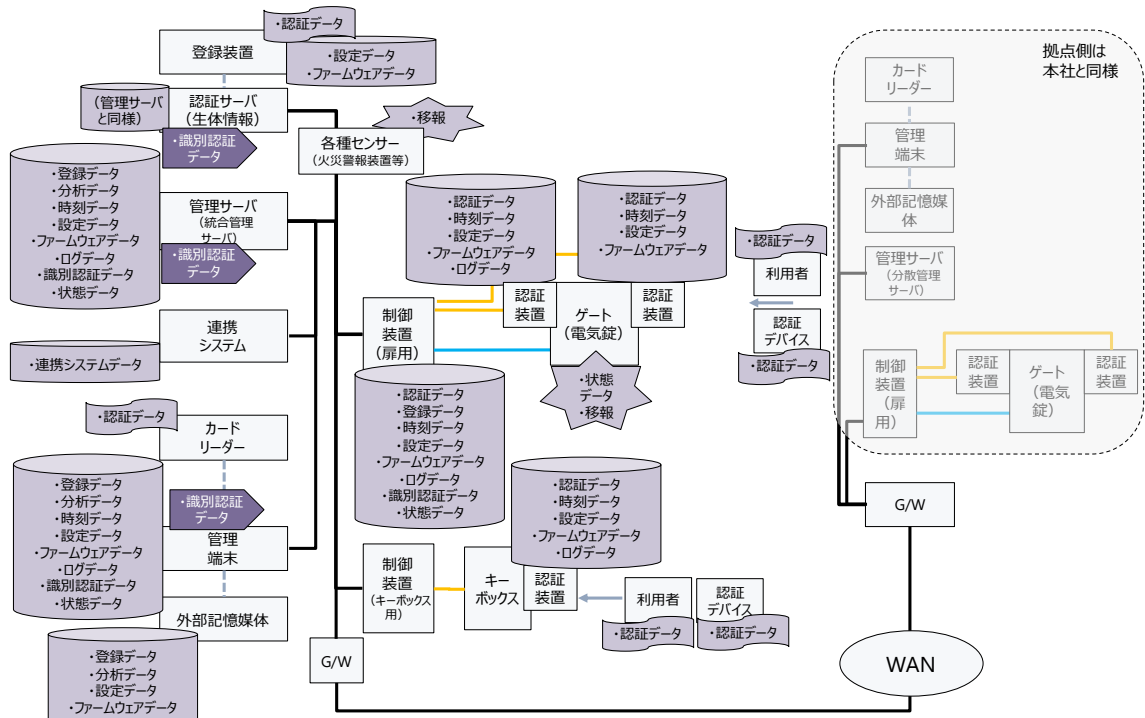 ・認証データ
登録装置
・設定データ
・ファームウェアデータ
（管理サーバ
と同様）
認証サーバ
（生体情報）
・識別認証
データ
・移報
各種センサー
（火災警報装置等）
・登録データ
・分析データ
・時刻データ
・設定データ
・ファームウェアデータ
・ログデータ
・識別認証データ
・状態データ
管理サーバ
（統合管理
サーバ）
・識別認証
データ
連携
システム
・連携システムデータ
・認証データ
・時刻データ
・設定データ
・ファームウェアデータ
・ログデータ
・認証データ
・時刻データ
・設定データ
・ファームウェアデータ
制御
装置
（扉用）
認証
装置
ゲート
（電気錠）
認証
装置
・状態
データ
・移報
・認証データ
利用者
認証
デバイス
・認証データ
・認証データ
・登録データ
・時刻データ
・設定データ
・ファームウェアデータ
・ログデータ
・識別認証データ
・状態データ
・認証データ
カード
リーダー
・識別認証
データ
・登録データ
・分析データ
・時刻データ
・設定データ
・ファームウェアデータ
・ログデータ
・識別認証データ
・状態データ
管理
端末
外部記憶媒体
・登録データ
・分析データ
・設定データ
・ファームウェアデータ
・認証データ
・時刻データ
・設定データ
・ファームウェアデータ
・ログデータ
制御
装置
（キーボックス
用）
キー
ボックス
認証
装置
利用者
認証
デバイス
・認証データ
・認証データ
G/W
拠点側は
本社と同様
カード
リーダー
管理
端末
外部記憶媒
体
管理サーバ
（分散管理
サーバ）
制御
装置
（扉
用）
認証
装置
ゲート
（電気
錠）
認証
装置
G/W
WAN